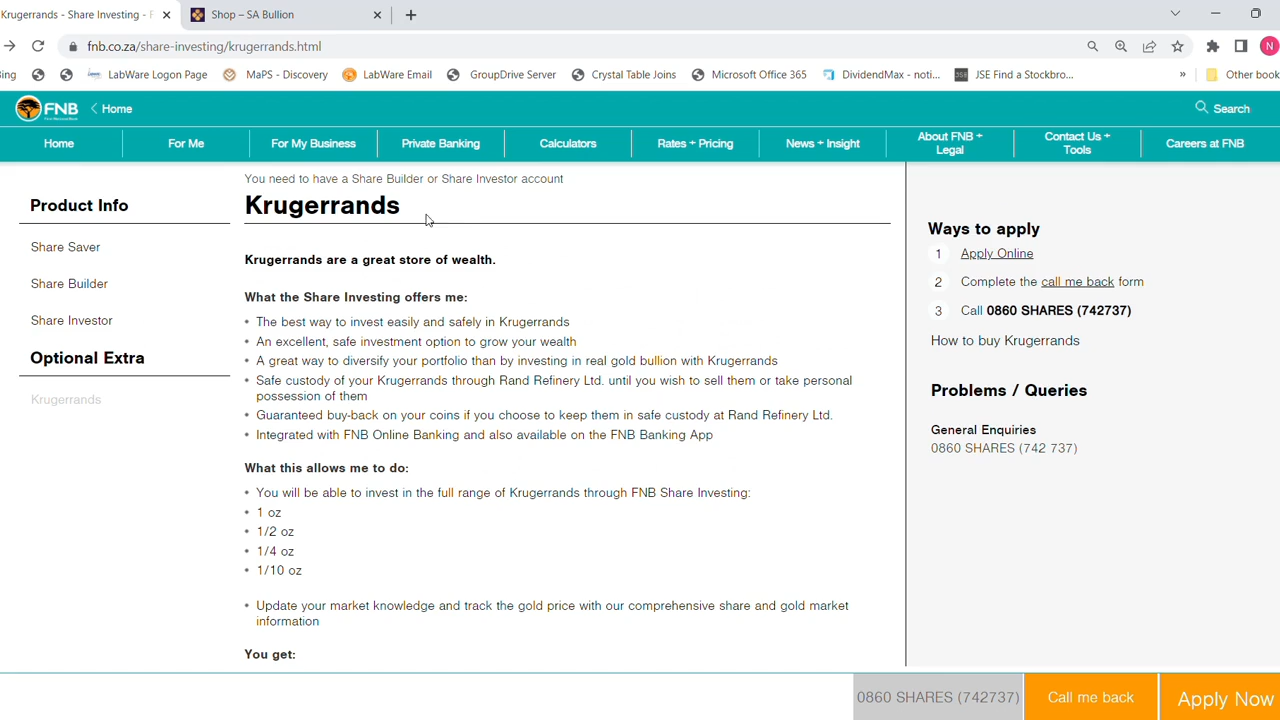 Krugerrands - Share Investing - F
Shop – SA Bullion
fnb.co.za/share-investing/krugerrands.html
N
ing
LabWare Logon Page
MaPS - Discovery
LabWare Email
GroupDrive Server
Crystal Table Joins
Microsoft Office 365
DividendMax - noti...
JSE Find a Stockbro...
»
Other book
FNB
Home
Search
Home
For Me
For My Business
Private Banking
Calculators
Rates + Pricing
News + Insight
About FNB + Legal
Contact Us + Tools
Careers at FNB
Product Info
Share Saver
Share Builder
Share Investor
Optional Extra
Krugerrands
You need to have a Share Builder or Share Investor account
Krugerrands
Krugerrands are a great store of wealth.
What the Share Investing offers me:
• The best way to invest easily and safely in Krugerrands
• An excellent, safe investment option to grow your wealth
• A great way to diversify your portfolio than by investing in real gold bullion with Krugerrands
• Safe custody of your Krugerrands through Rand Refinery Ltd. until you wish to sell them or take personal
possession of them
• Guaranteed buy-back on your coins if you choose to keep them in safe custody at Rand Refinery Ltd.
• Integrated with FNB Online Banking and also available on the FNB Banking App
What this allows me to do:
• You will be able to invest in the full range of Krugerrands through FNB Share Investing:
• 1 oz
• 1/2 oz
• 1/4 oz
• 1/10 oz
• Update your market knowledge and track the gold price with our comprehensive share and gold market
information
You get:
Ways to apply
1 Apply Online
2 Complete the call me back form
3 Call 0860 SHARES (742737)
How to buy Krugerrands
Problems / Queries
General Enquiries
0860 SHARES (742 737)
0860 SHARES (742737)
Call me back
Apply Now